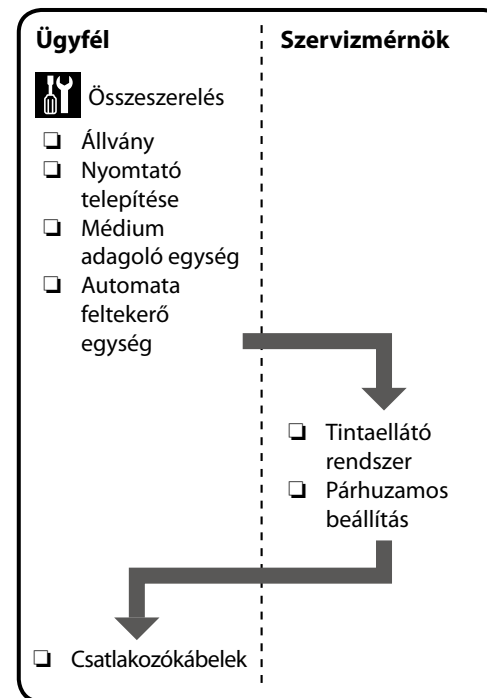 Ügyfél
Szervizmérnök
Összeszerelés
❏ Állvány
❏ Nyomtató
telepítése
❏ Médium
adagoló egység
❏ Automata
feltekerő
egység
❏ Tintaellátó
rendszer
❏ Párhuzamos
beállítás
❏ Csatlakozókábelek